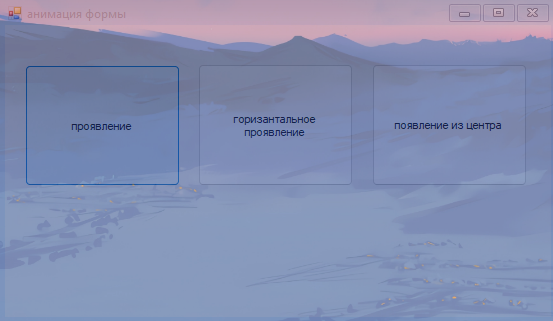 анимация формы
проявление
горизантальное
проявление
появление из центра